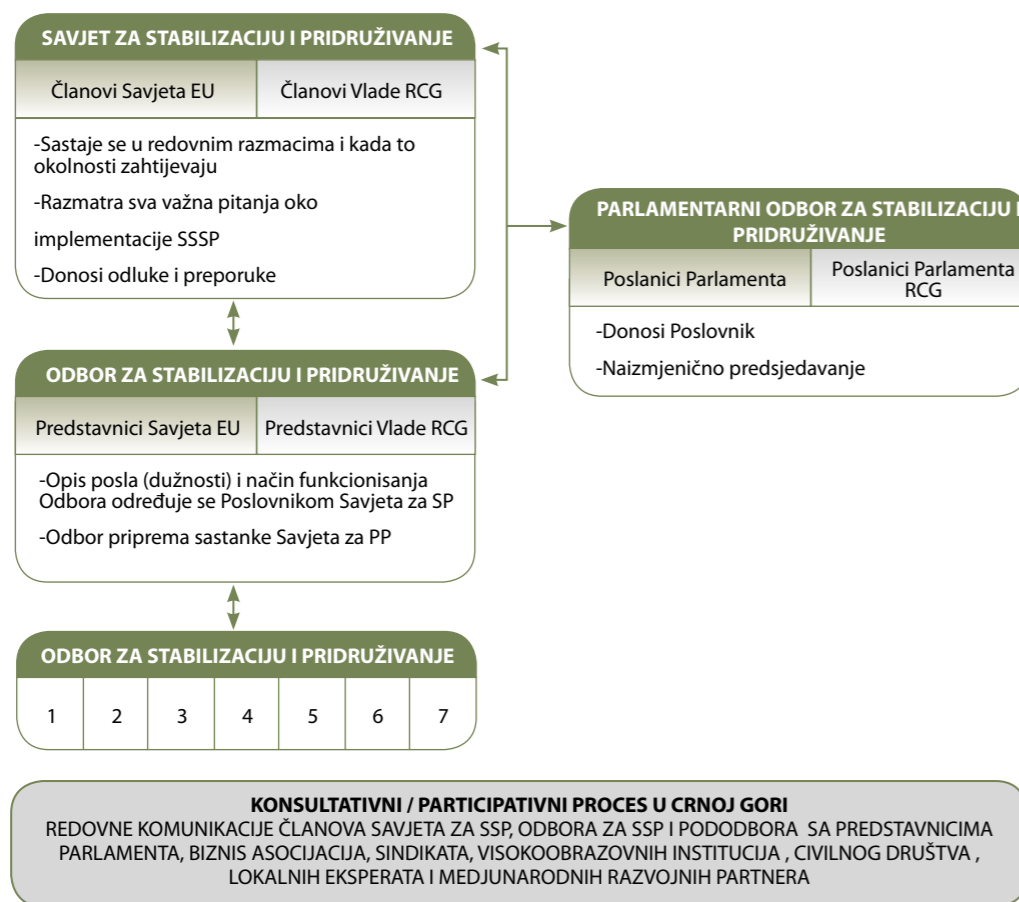 SAVJET ZA STABILIZACIJU I PRIDRUŽIVANJE
Članovi Savjeta EU
Članovi Vlade RCG
-Sastaje se u redovnim razmacima i kada to
okolnosti zahtijevaju
-Razmatra sva važna pitanja oko
implementacije SSSP
-Donosi odluke i preporuke
PARLAMENTARNI ODBOR ZA STABILIZACIJU I
PRIDRUŽIVANJE
Poslanici Parlamenta
Poslanici Parlamenta
RCG
-Donosi Poslovnik
-Naizmjenično predsjedavanje
ODBOR ZA STABILIZACIJU I PRIDRUŽIVANJE
Predstavnici Savjeta EU
Predstavnici Vlade RCG
-Opis posla (dužnosti) i način funkcionisanja
Odbora određuje se Poslovnikom Savjeta za SP
-Odbor priprema sastanke Savjeta za PP
ODBOR ZA STABILIZACIJU I PRIDRUŽIVANJE
1 2 3 4 5 6 7
KONSULTATIVNI / PARTICIPATIVNI PROCES U CRNOJ GORI
REDOVNE KOMUNIKACIJE ČLANOVA SAVJETA ZA SSP, ODBORA ZA SSP I PODODBORA SA PREDSTAVNICIMA
PARLAMENTA, BIZNIS ASOCIJACIJA, SINDIKATA, VISOKOOBRAZOVNIH INSTITUCIJA , CIVILNOG DRUŠTVA ,
LOKALNIH EKSPERATA I MEDJUNARODNIH RAZVOJNIH PARTNERA